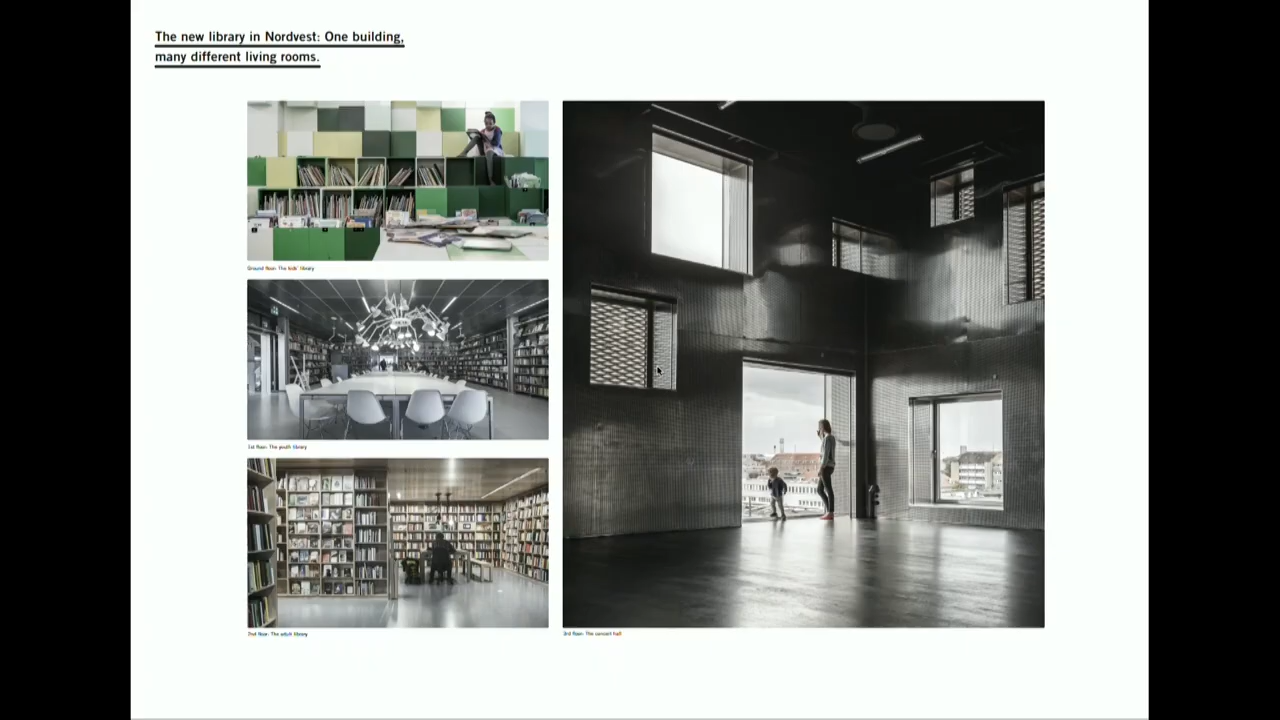 The new library in Nordvest: One building,
many different living rooms.
Ground floor: The kids' library
1st floor: The youth library
2nd floor: The adult library
3rd floor: The concert hall